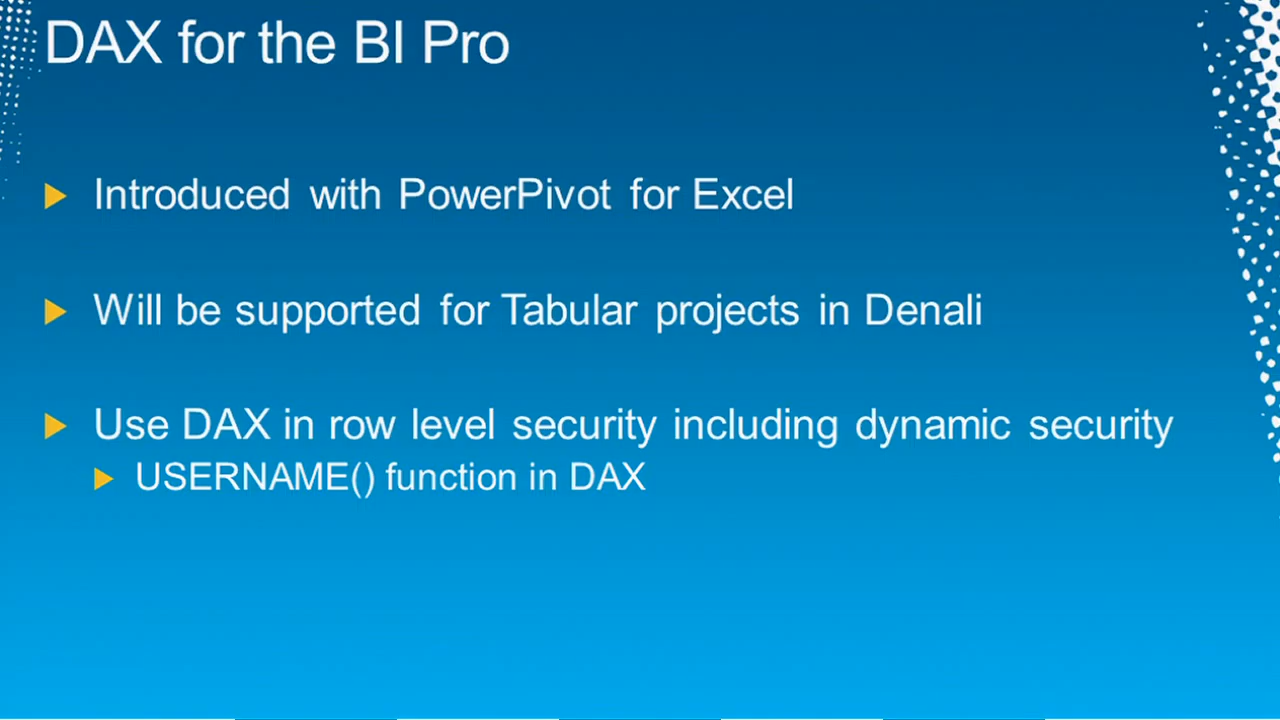 DAX for the BI Pro
Introduced with PowerPivot for Excel
Will be supported for Tabular projects in Denali
Use DAX in row level security including dynamic security
USERNAME() function in DAX